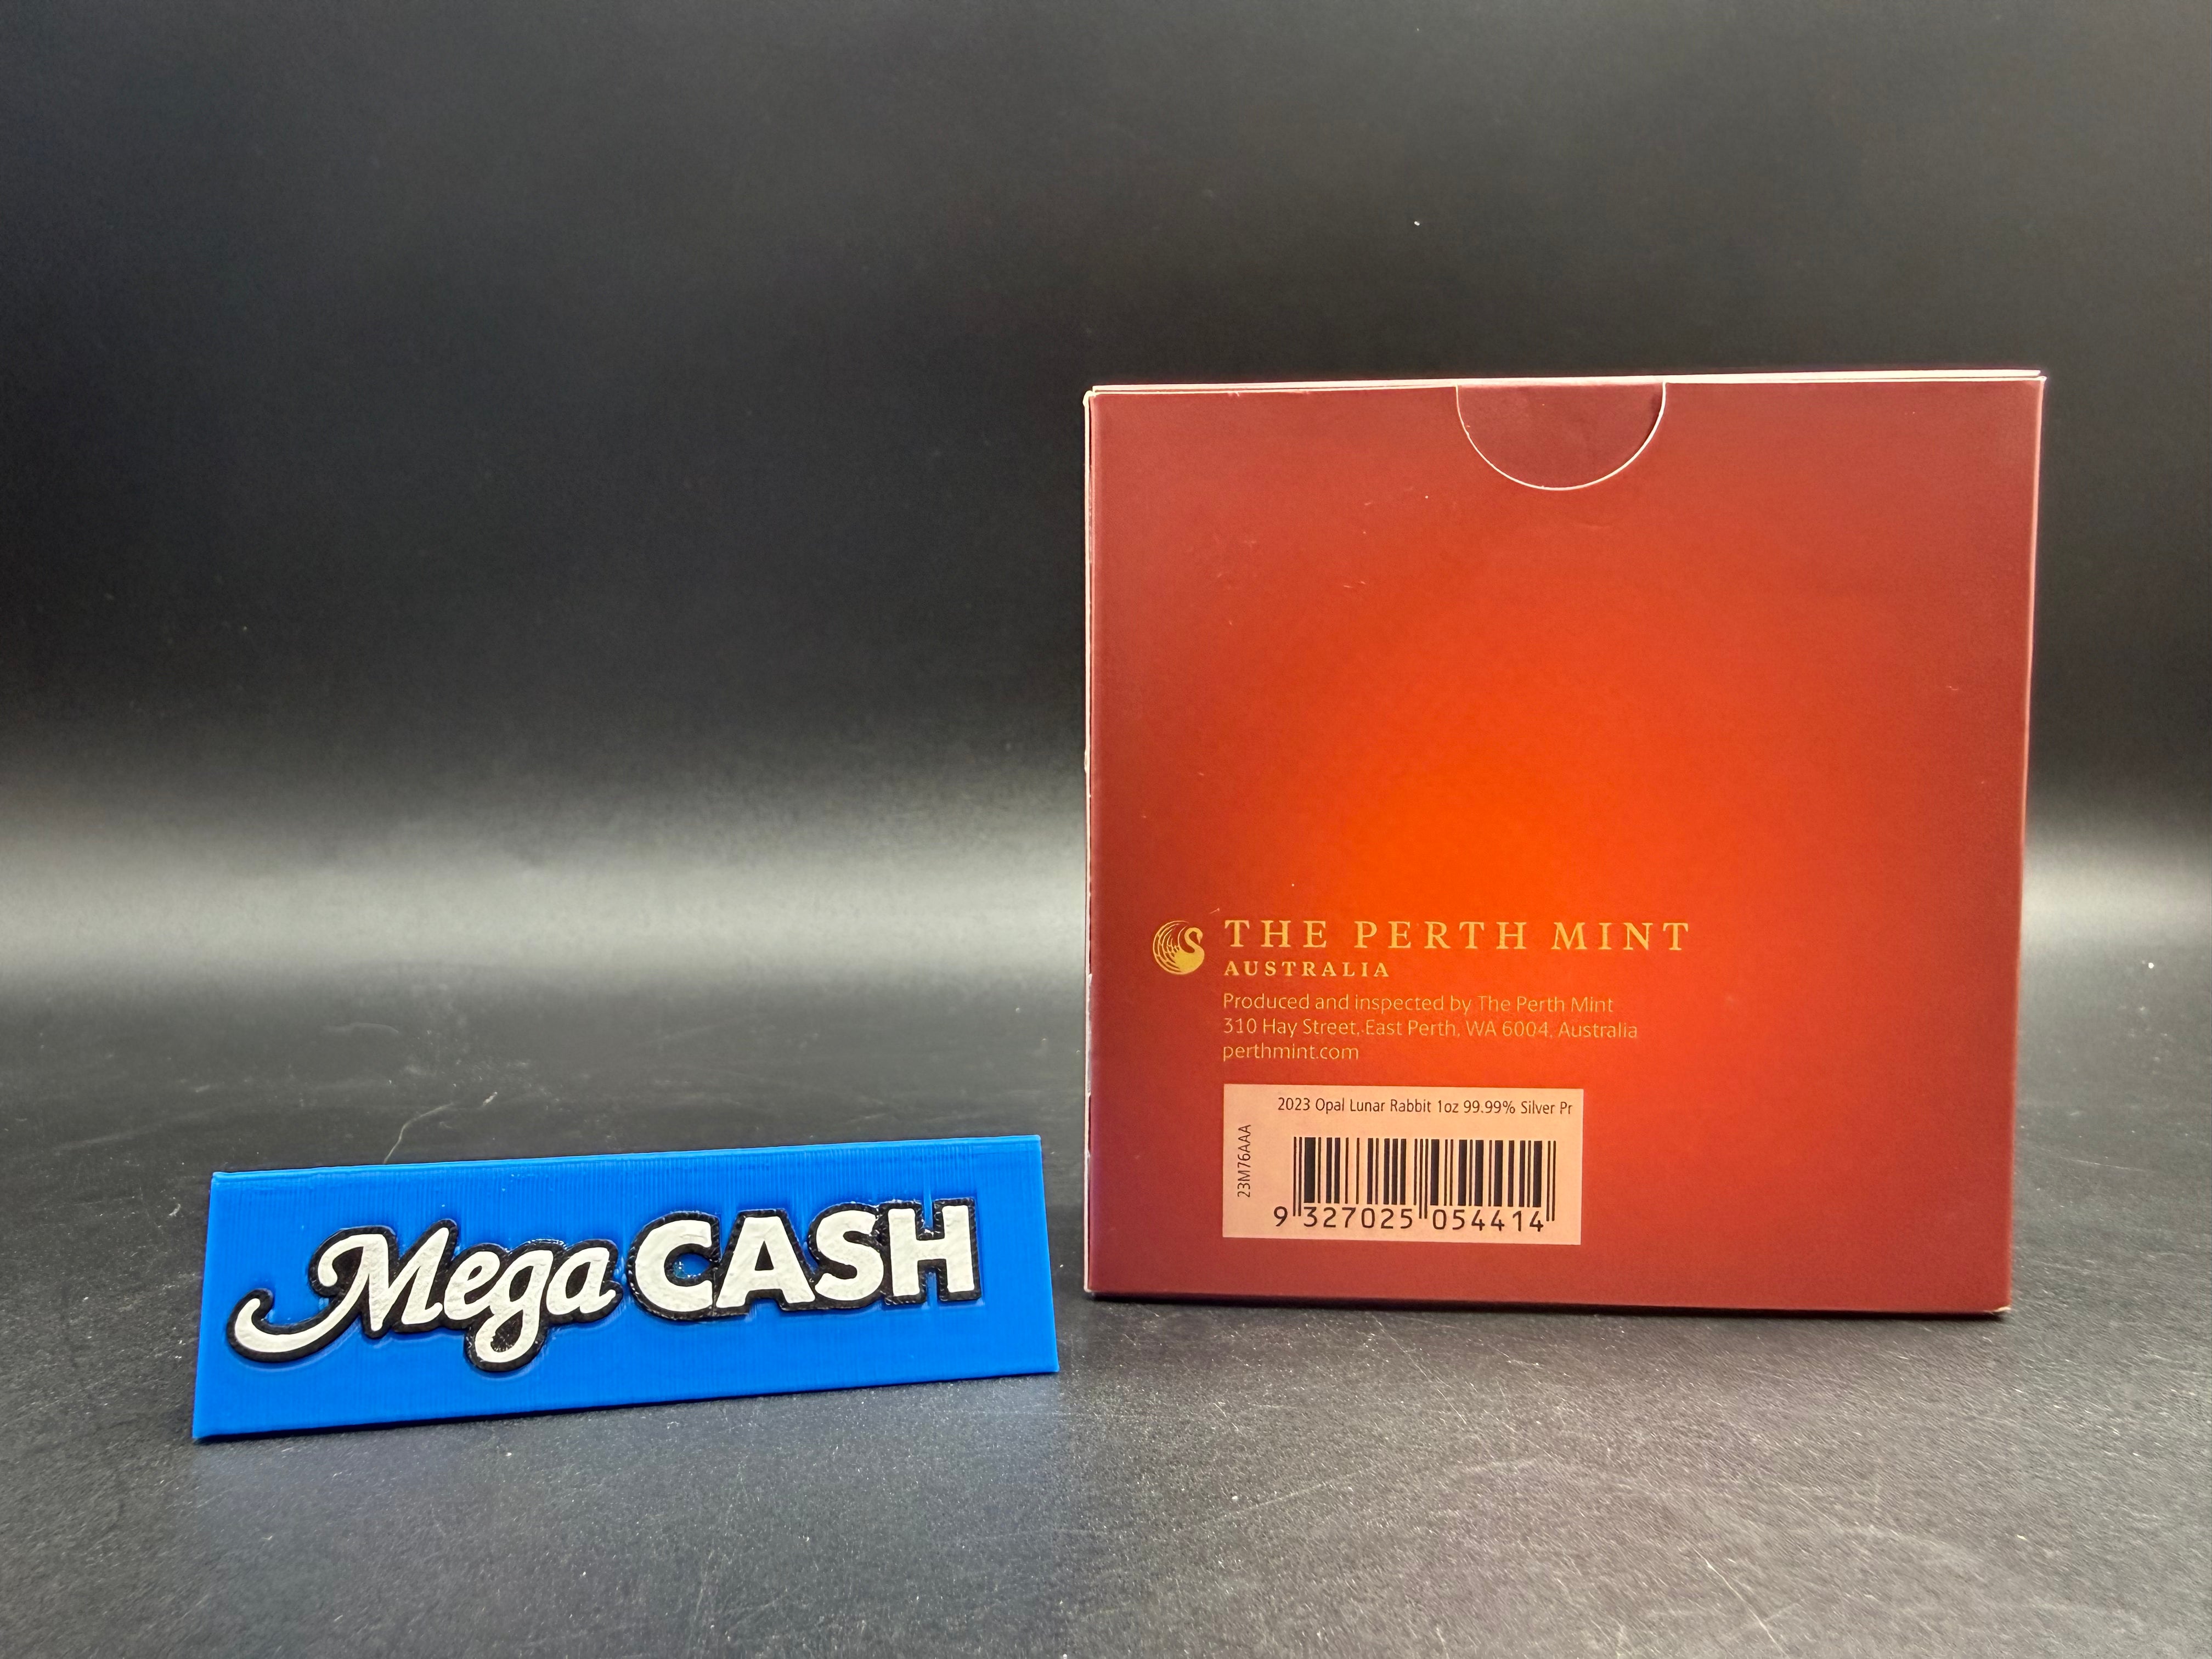 THE PERTH MINT
AUSTRALIA
Produced and inspected by The Perth Mint
310 Hay Street, East Perth, WA 6004, Australia
perthmint.com
2023 Opal Lunar Rabbit 1oz 99.99% Silver Pr
23M76AAA
9 327025 054414
Mega CASH